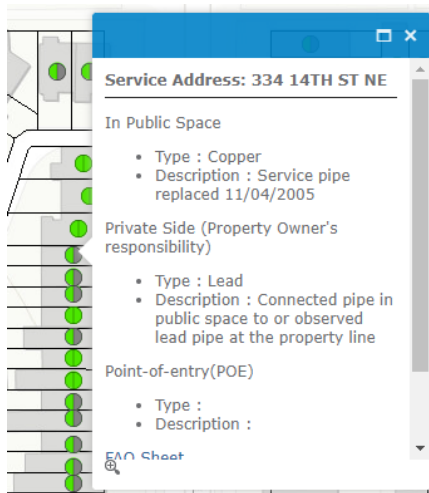 Service Address: 334 14TH ST NE
In Public Space
• Type : Copper
• Description : Service pipe
replaced 11/04/2005
Private Side (Property Owner's
responsibility)
• Type : Lead
• Description : Connected pipe in
public space to or observed
lead pipe at the property line
Point-of-entry(POE)
• Type :
• Description :
FAQ Sheet